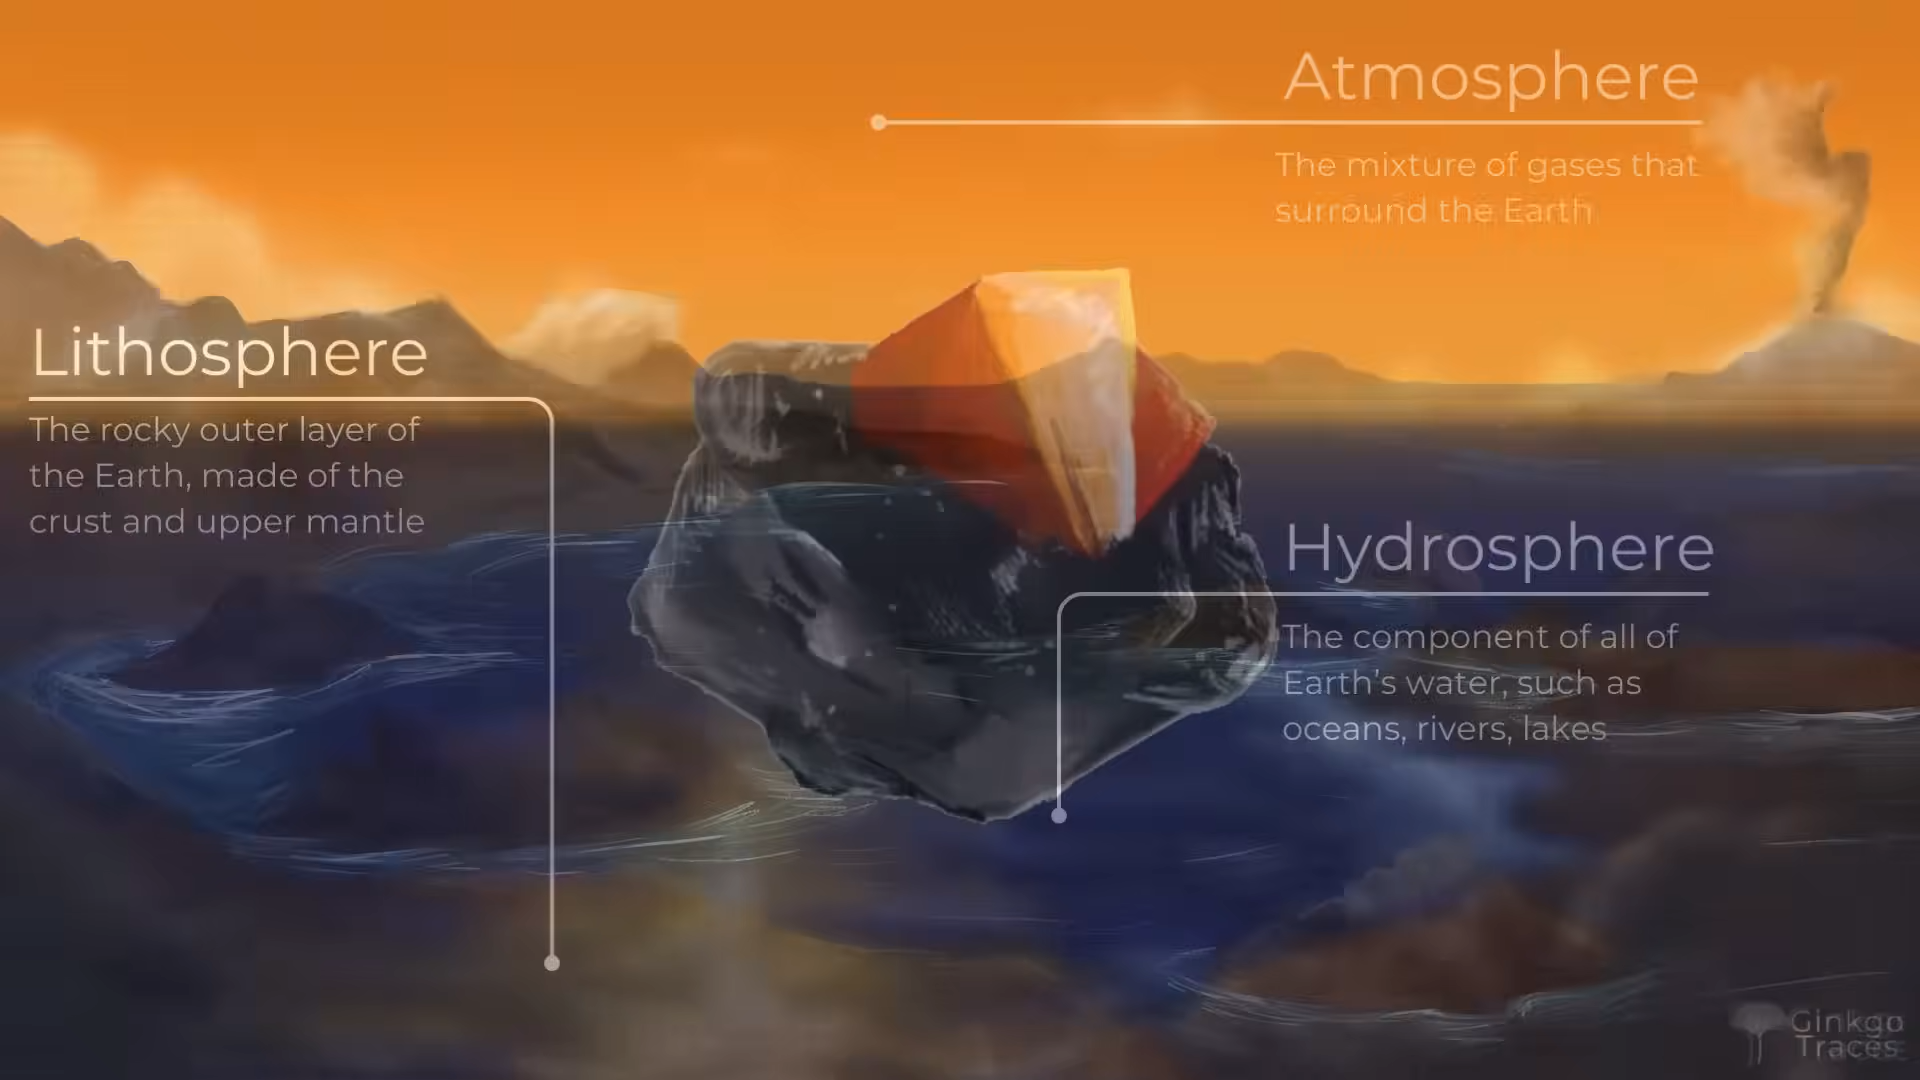 Atmosphere
The mixture of gases that
surround the Earth
Lithosphere
The rocky outer layer of
the Earth, made of the
crust and upper mantle
Hydrosphere
The component of all of
Earth's water, such as
oceans, rivers, lakes
Ginkgo
Traces